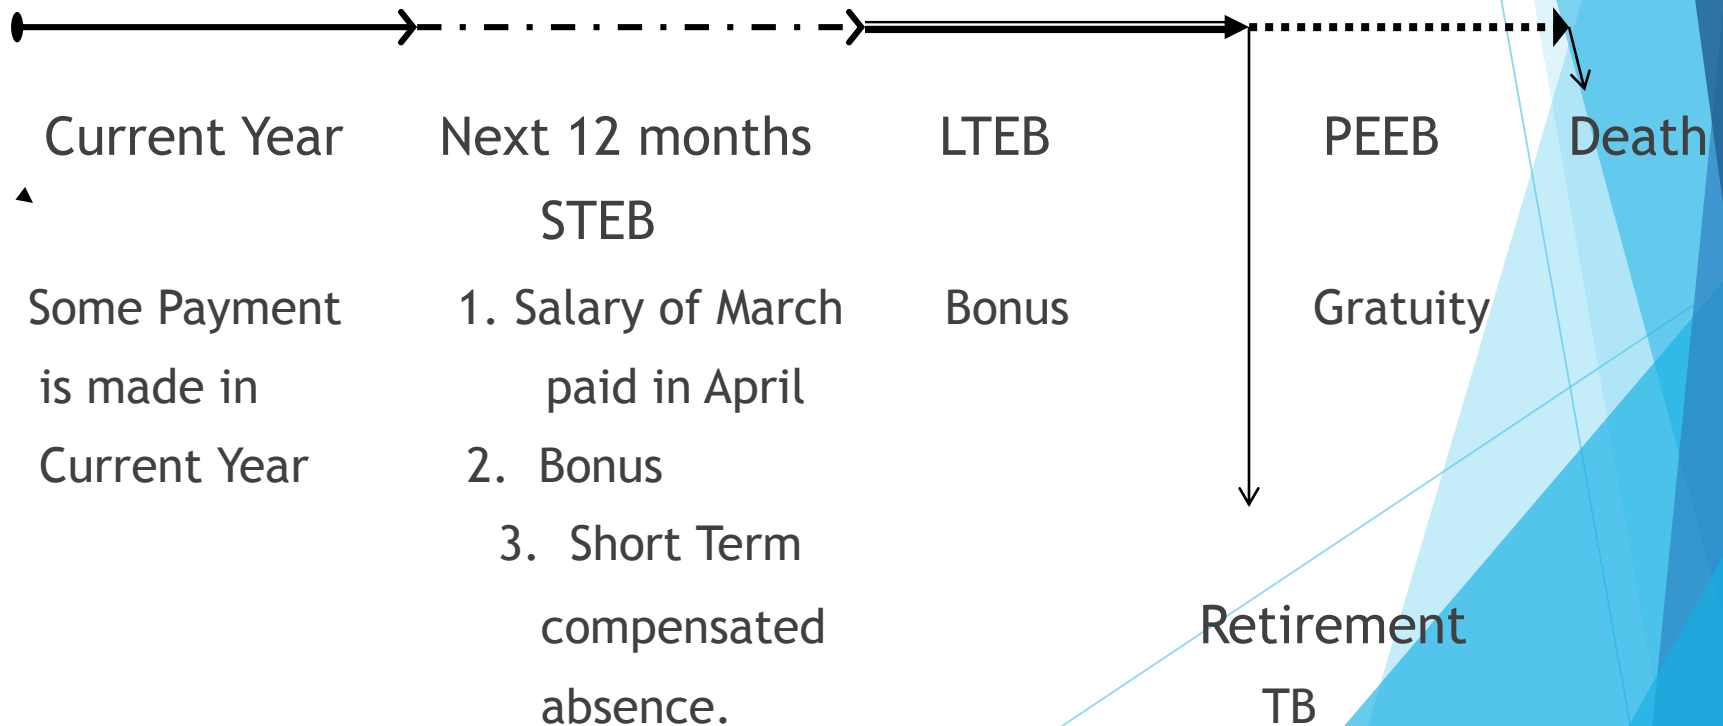 Current Year Next 12 months LTEB PEEB Death
STEB
Some Payment 1. Salary of March Bonus Gratuity
is made in paid in April
Current Year 2. Bonus
3. Short Term
compensated Retirement
absence. TB